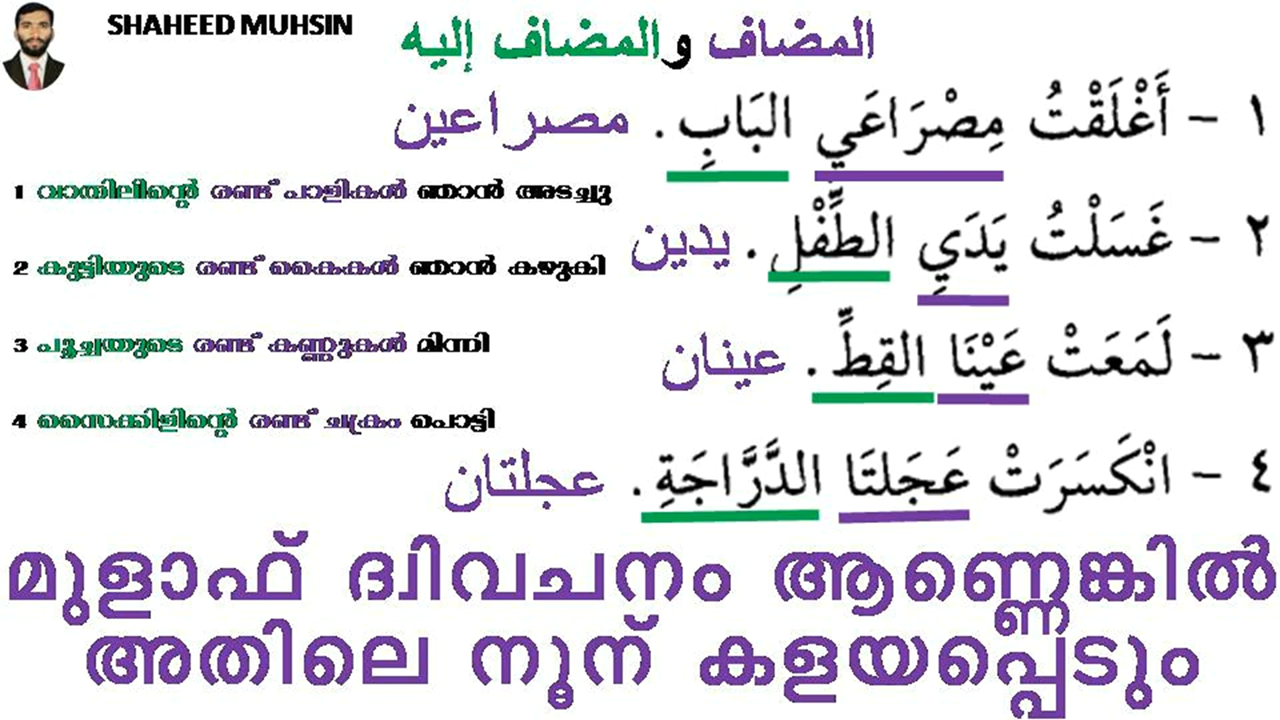 SHAHEED MUHSIN
المضاف والمضاف إليه
١ - أَغْلَقْتُ مِصْرَاعَيِ البَابِ . مصراعين
1 വാതിലിന്റെ രണ്ട് പാളികൾ ഞാൻ അടച്ചു
٢ - غَسَلْتُ يَدَيِ الطِّفْلِ . يدين
2 കുട്ടിയുടെ രണ്ട് കൈകൾ ഞാൻ കഴുകി
٣ - لَمَعَتْ عَيْنَا القِطِّ . عينان
3 പൂച്ചയുടെ രണ്ട് കണ്ണുകൾ മിന്നി
4 സൈക്കിളിന്റെ രണ്ട് ചക്രം പൊട്ടി
٤ - انْكَسَرَتْ عَجَلتَا الدَّرَّاجَةِ . عجلتان
മുളാഫ് ദ്വിവചനം ആണ്ണെങ്കിൽ
അതിലെ നൂന് കളയപ്പെടും